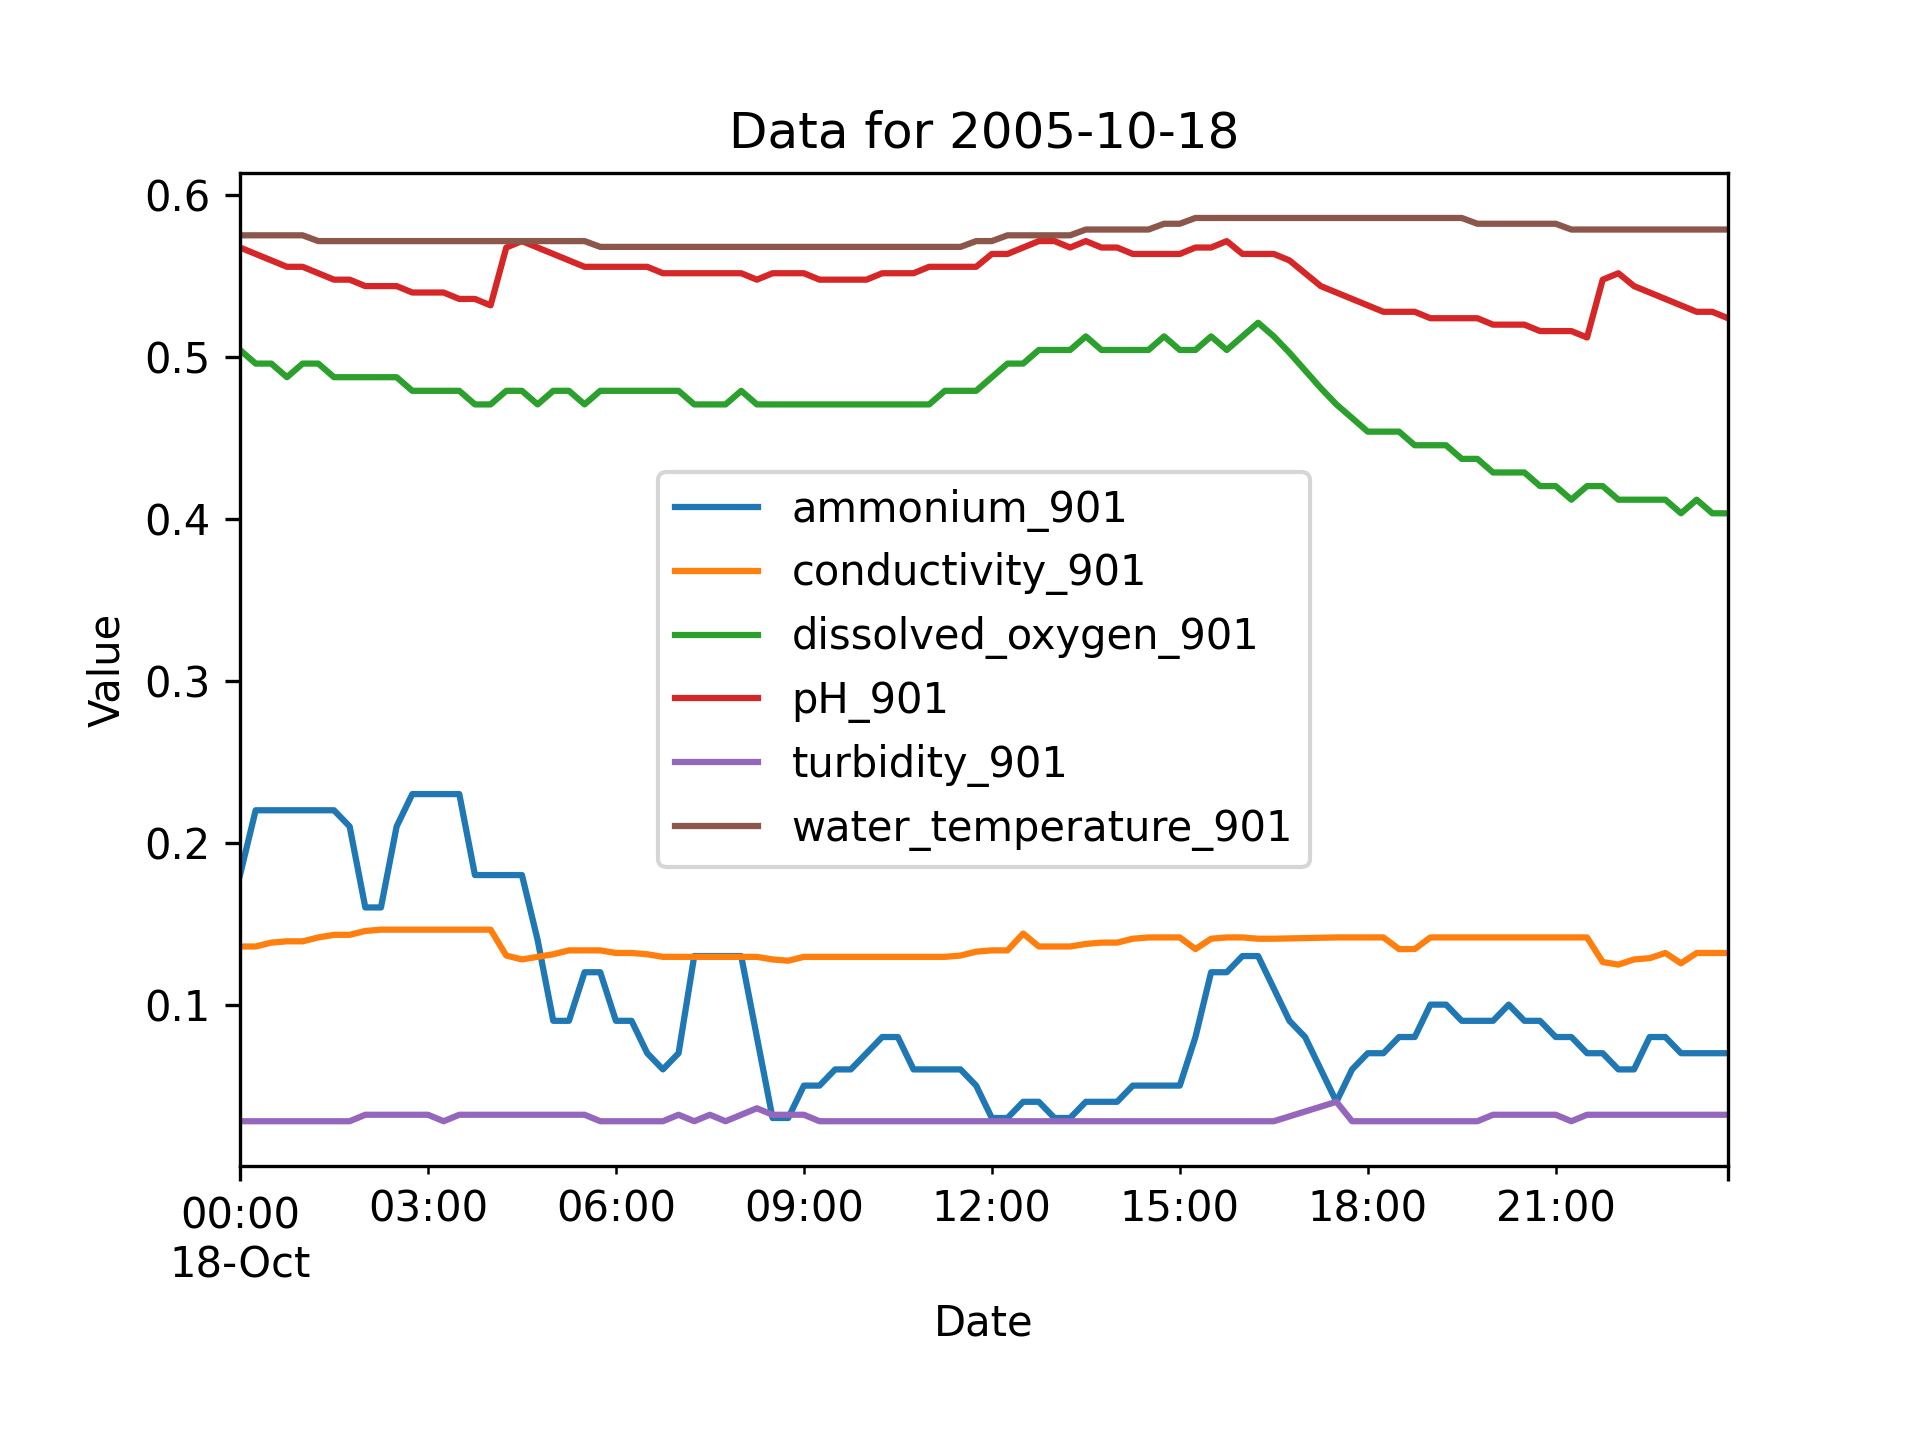 Data for 2005-10-18
0.6
0.5
0.4
0.3
0.2
0.1
Value
ammonium_901
conductivity_901
dissolved_oxygen_901
pH_901
turbidity_901
water_temperature_901
00:00 03:00 06:00 09:00 12:00 15:00 18:00 21:00
18-Oct
Date